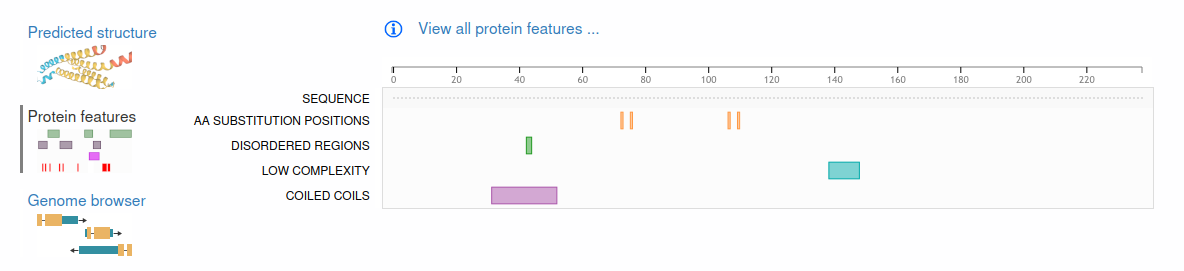 Predicted structure
Protein features
Genome browser
View all protein features ...
0 20 40 60 80 100 120 140 160 180 200 220
SEQUENCE
AA SUBSTITUTION POSITIONS
DISORDERED REGIONS
LOW COMPLEXITY
COILED COILS